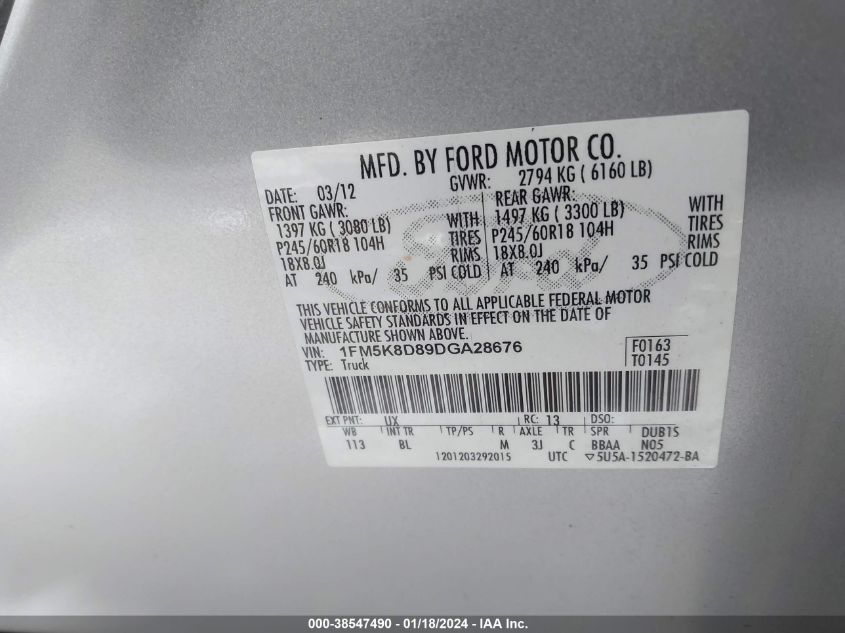 MFD. BY FORD MOTOR CO.
DATE: 03/12 GVWR: 2794 KG ( 6160 LB)
FRONT GAWR: REAR GAWR:
1397 KG ( 3080 LB) WITH 1497 KG ( 3300 LB) WITH
P245/60R18 104H TIRES P245/60R18 104H TIRES
18X8.0J RIMS 18X8.0J RIMS
AT 240 kPa/ 35 PSI COLD AT 240 kPa/ 35 PSI COLD
Ford
THIS VEHICLE CONFORMS TO ALL APPLICABLE FEDERAL MOTOR
VEHICLE SAFETY STANDARDS IN EFFECT ON THE DATE OF
MANUFACTURE SHOWN ABOVE.
VIN: 1FM5K8D89DGA28676 F0163
TYPE: Truck T0145
EXT PNT: UX RC: 13 DSO:
WB INT TR TP/PS R AXLE TR SPR DUB1S
113 BL M 3J C BBAA N05
1201203292015 UTC ▽5U5A-1520472-BA
000-38547490 - 01/18/2024 - IAA Inc.